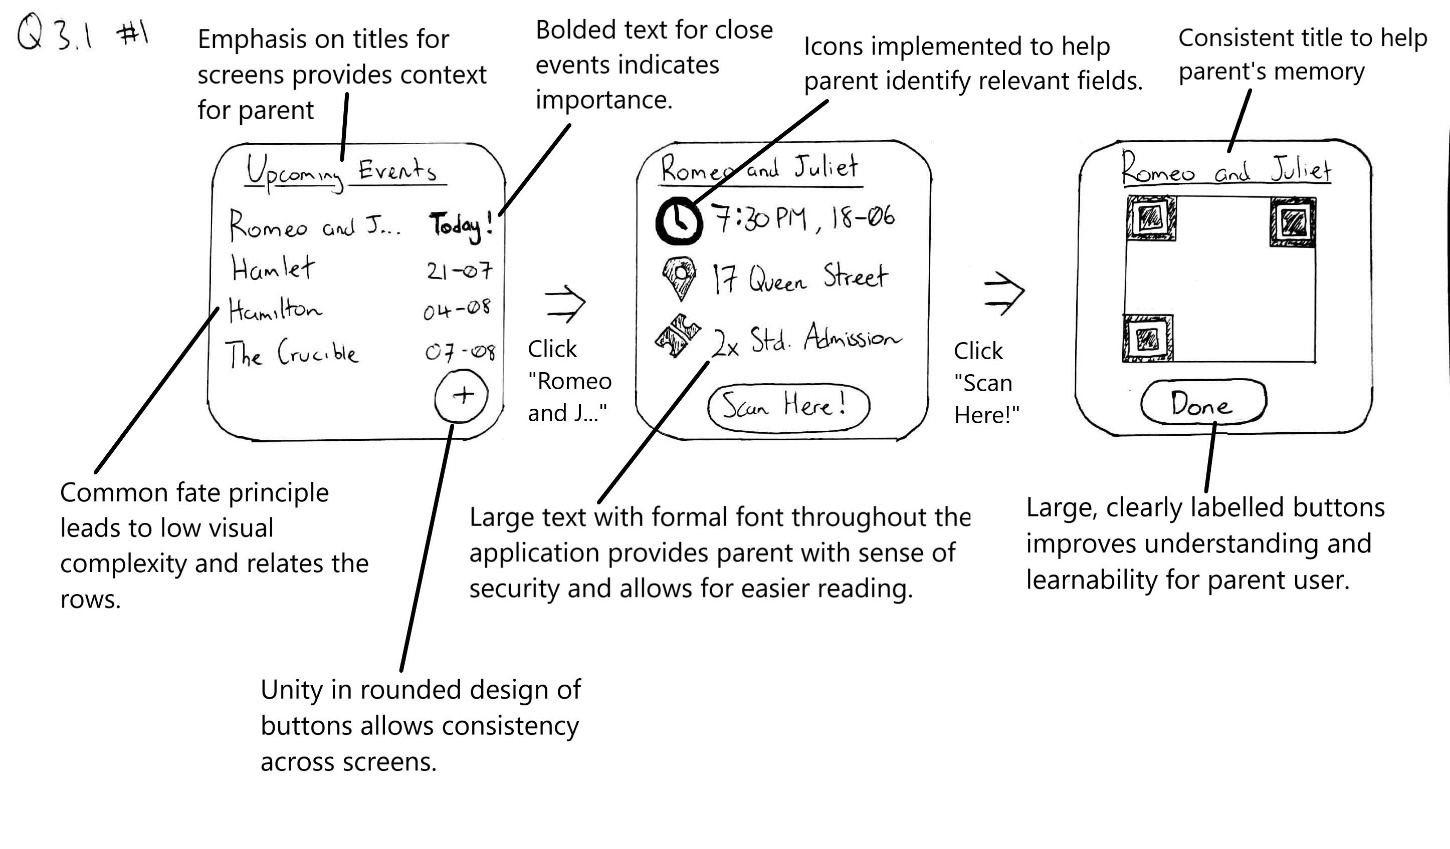 Q 3.1 #1
Emphasis on titles for
screens provides context
for parent
Bolded text for close
events indicates
importance.
Icons implemented to help
parent identify relevant fields.
Consistent title to help
parent's memory
Upcoming Events
Romeo and J... Today!
Hamlet 21-07
Hamilton 04-08
The Crucible 07-08
+
Click
"Romeo
and J..."
Romeo and Juliet
7:30 PM, 18-06
17 Queen Street
2x Std. Admission
Scan Here!
Click
"Scan
Here!"
Romeo and Juliet
Done
Common fate principle
leads to low visual
complexity and relates the
rows.
Large text with formal font throughout the
application provides parent with sense of
security and allows for easier reading.
Large, clearly labelled buttons
improves understanding and
learnability for parent user.
Unity in rounded design of
buttons allows consistency
across screens.